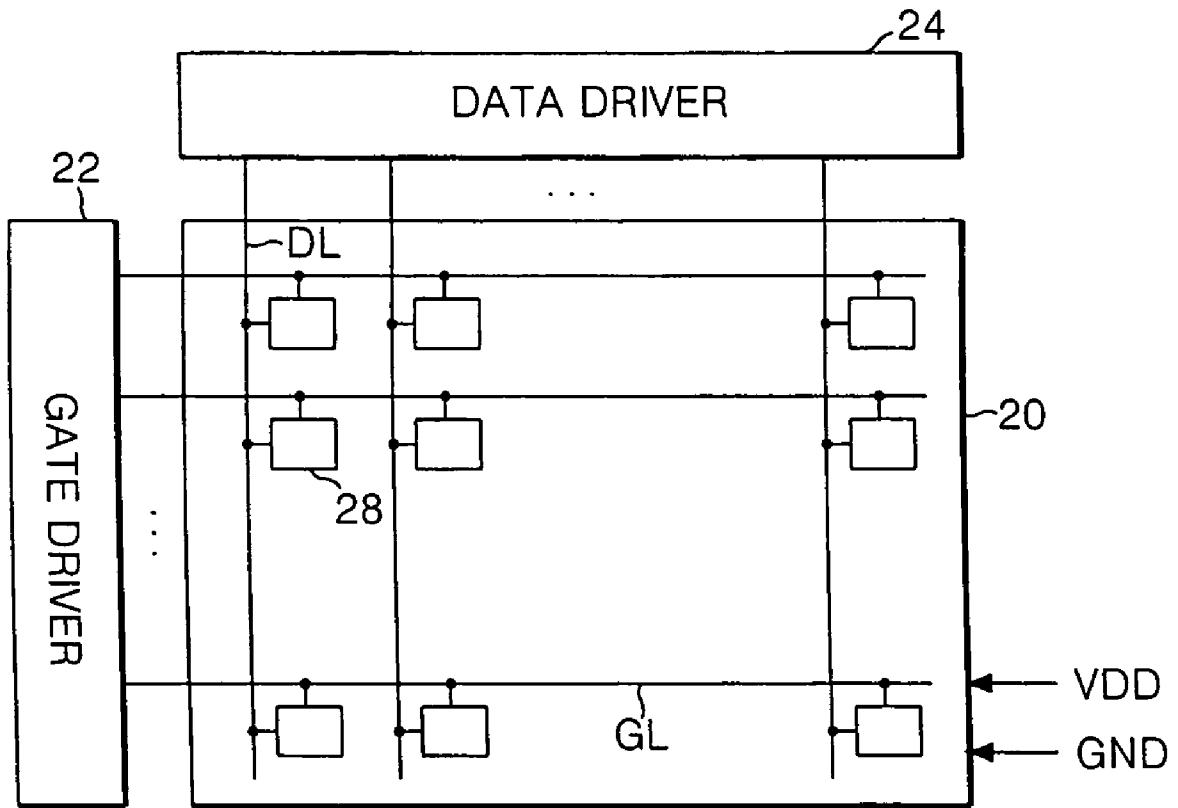 24
DATA DRIVER
22
. . .
DL
GATE DRIVER
20
28
. . .
VDD
GL
GND